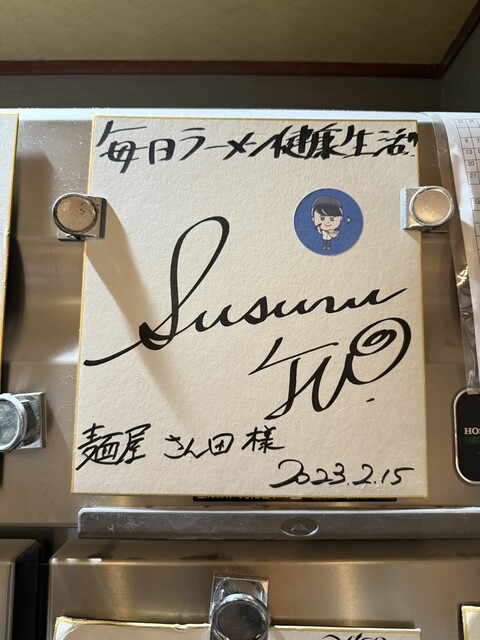 毎日ラーメン健康生活!!
Susuru
TV.
麺屋 さん田 様
2023.2.15
HOS